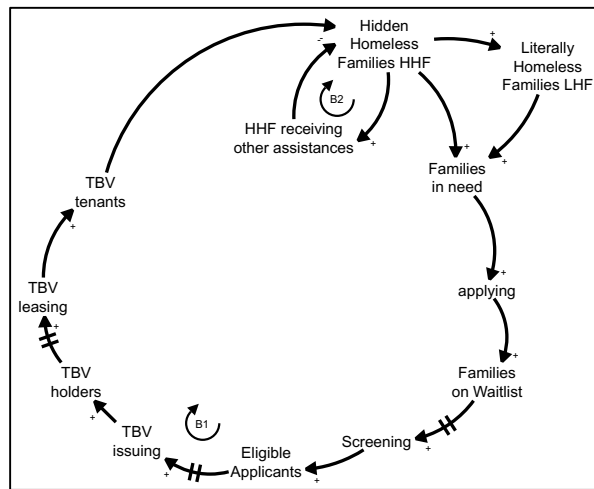 Hidden
Homeless
Families HHF
Literally
Homeless
Families LHF
HHF receiving
other assistances
B2
Families
in need
applying
Families
on Waitlist
Screening
Eligible
Applicants
B1
TBV
issuing
TBV
holders
TBV
leasing
TBV
tenants
-
+
+
+
+
+
+
+
+
+
+
+
+
+